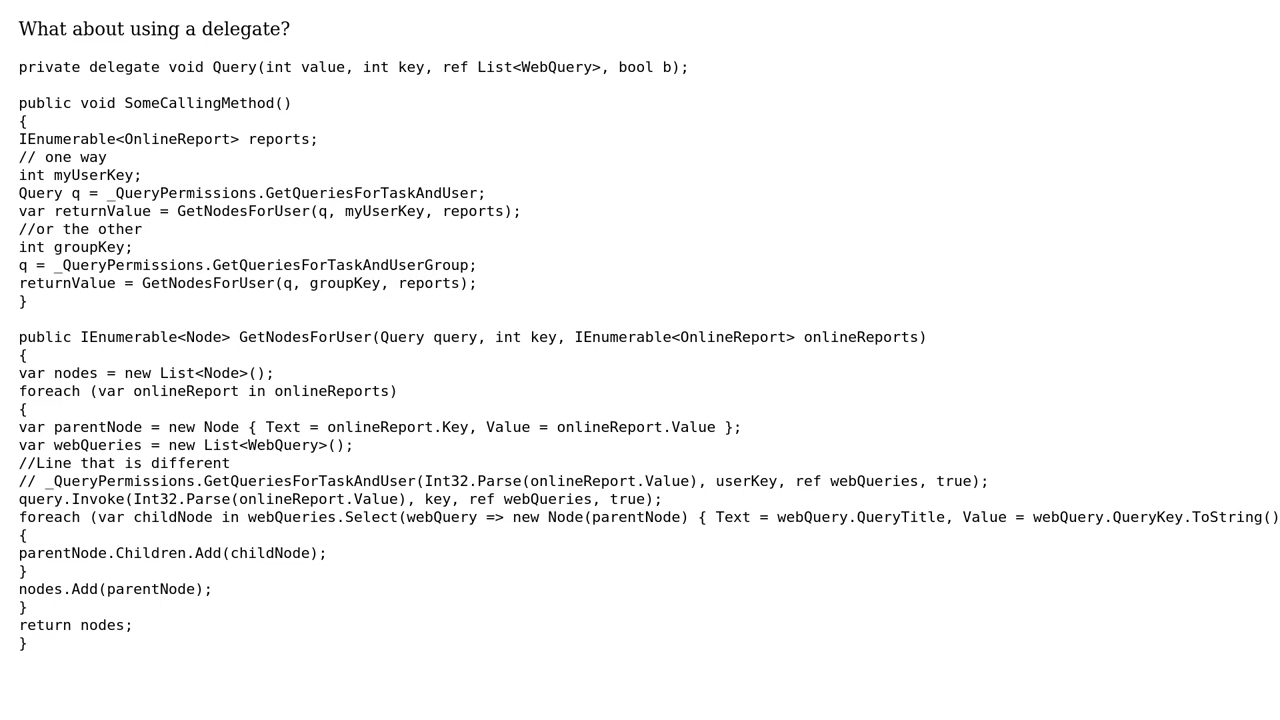 What about using a delegate?
private delegate void Query(int value, int key, ref List<WebQuery>, bool b);
public void SomeCallingMethod()
{
IEnumerable<OnlineReport> reports;
// one way
int myUserKey;
Query q = _QueryPermissions.GetQueriesForTaskAndUser;
var returnValue = GetNodesForUser(q, myUserKey, reports);
//or the other
int groupKey;
q = _QueryPermissions.GetQueriesForTaskAndUserGroup;
returnValue = GetNodesForUser(q, groupKey, reports);
}
public IEnumerable<Node> GetNodesForUser(Query query, int key, IEnumerable<OnlineReport> onlineReports)
{
var nodes = new List<Node>();
foreach (var onlineReport in onlineReports)
{
var parentNode = new Node { Text = onlineReport.Key, Value = onlineReport.Value };
var webQueries = new List<WebQuery>();
//Line that is different
// _QueryPermissions.GetQueriesForTaskAndUser(Int32.Parse(onlineReport.Value), userKey, ref webQueries, true);
query.Invoke(Int32.Parse(onlineReport.Value), key, ref webQueries, true);
foreach (var childNode in webQueries.Select(webQuery => new Node(parentNode) { Text = webQuery.QueryTitle, Value = webQuery.QueryKey.ToString()
{
parentNode.Children.Add(childNode);
}
nodes.Add(parentNode);
}
return nodes;
}